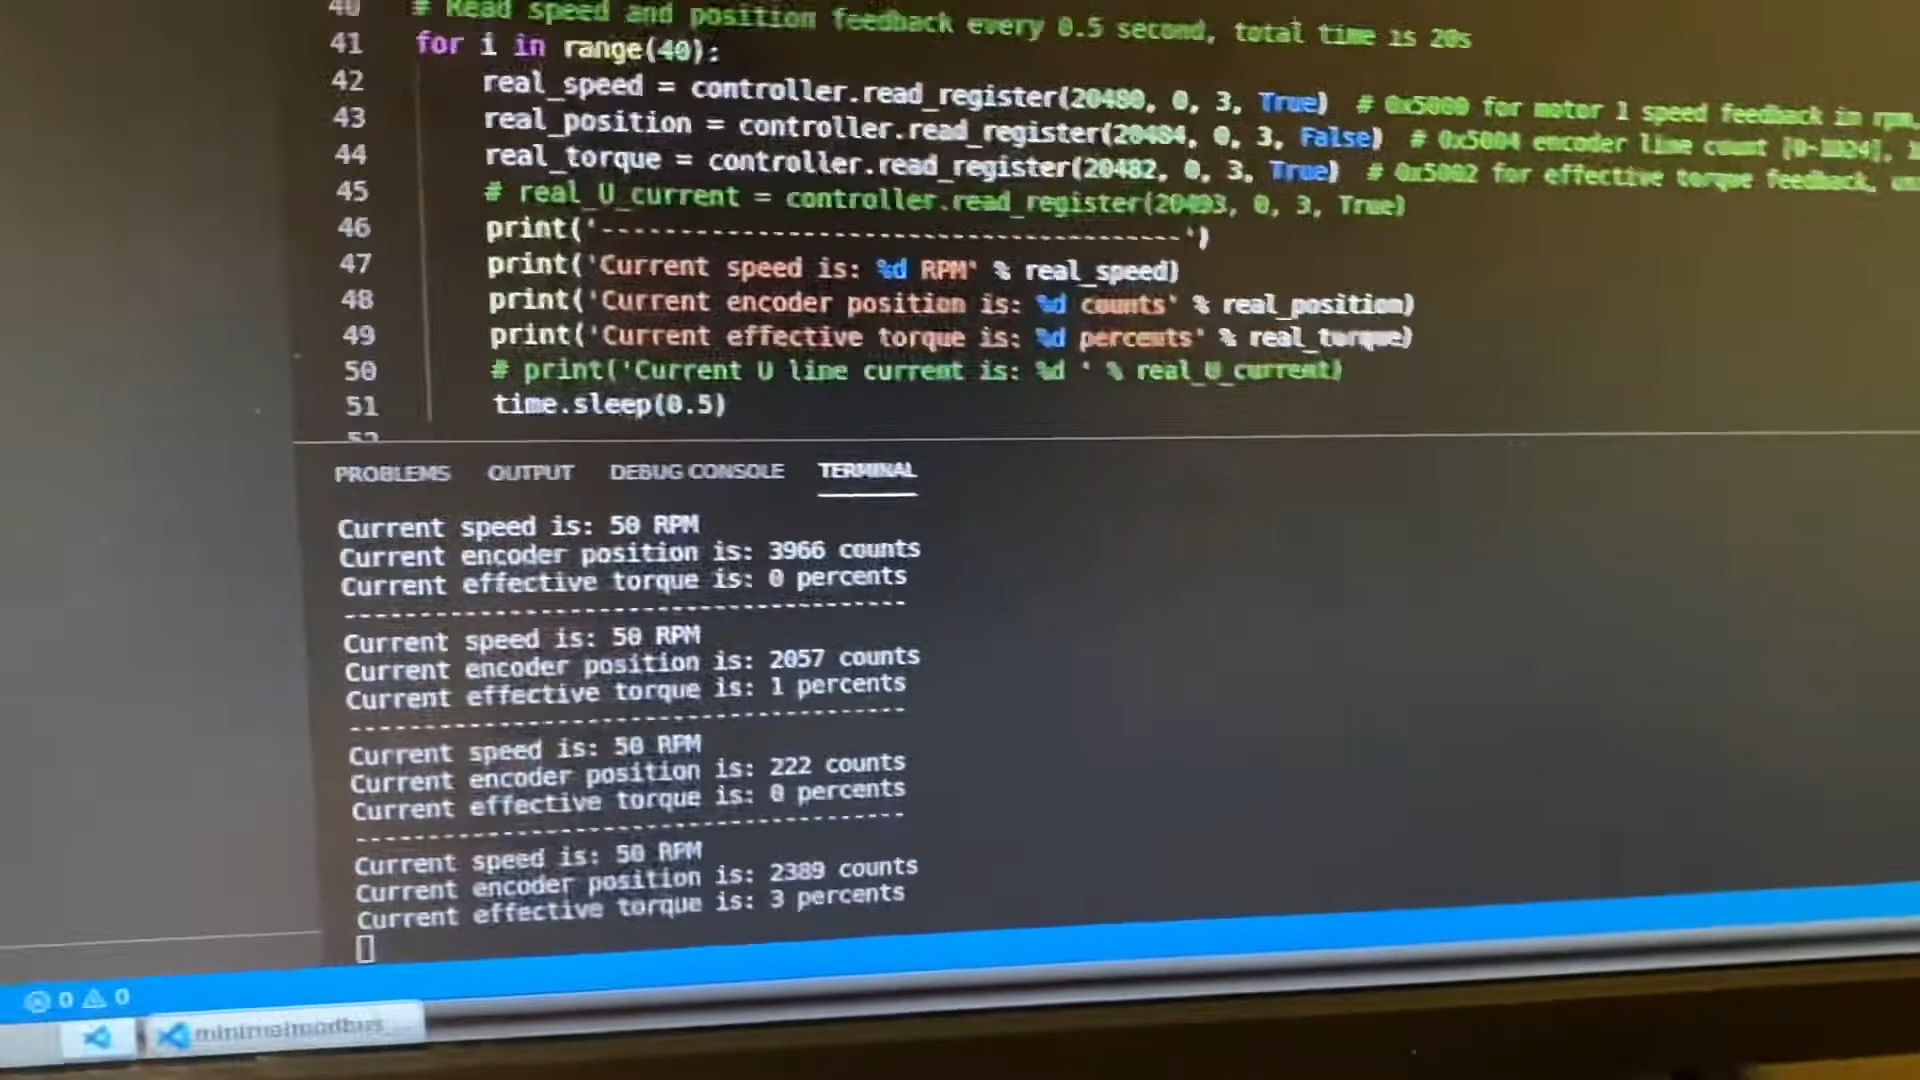 40 # Read speed and position feedback every 0.5 second, total time is 20s
41 for i in range(40):
42 real_speed = controller.read_register(20480, 0, 3, True) # 0x5000 for motor 1 speed feedback in rpm,
43 real_position = controller.read_register(20484, 0, 3, False) # 0x5004 encoder line count [0-1024],
44 real_torque = controller.read_register(20482, 0, 3, True) # 0x5002 for effective torque feedback,
45 # real_U_current = controller.read_register(20493, 0, 3, True)
46 print('--------------------------------------')
47 print('Current speed is: %d RPM' % real_speed)
48 print('Current encoder position is: %d counts' % real_position)
49 print('Current effective torque is: %d percents' % real_torque)
50 # print('Current U line current is: %d ' % real_U_current)
51 time.sleep(0.5)
52
PROBLEMS OUTPUT DEBUG CONSOLE TERMINAL
Current speed is: 50 RPM
Current encoder position is: 3966 counts
Current effective torque is: 0 percents
--------------------------------------
Current speed is: 50 RPM
Current encoder position is: 2057 counts
Current effective torque is: 1 percents
--------------------------------------
Current speed is: 50 RPM
Current encoder position is: 222 counts
Current effective torque is: 0 percents
--------------------------------------
Current speed is: 50 RPM
Current encoder position is: 2389 counts
Current effective torque is: 3 percents
0 0
minimalmodbus_...